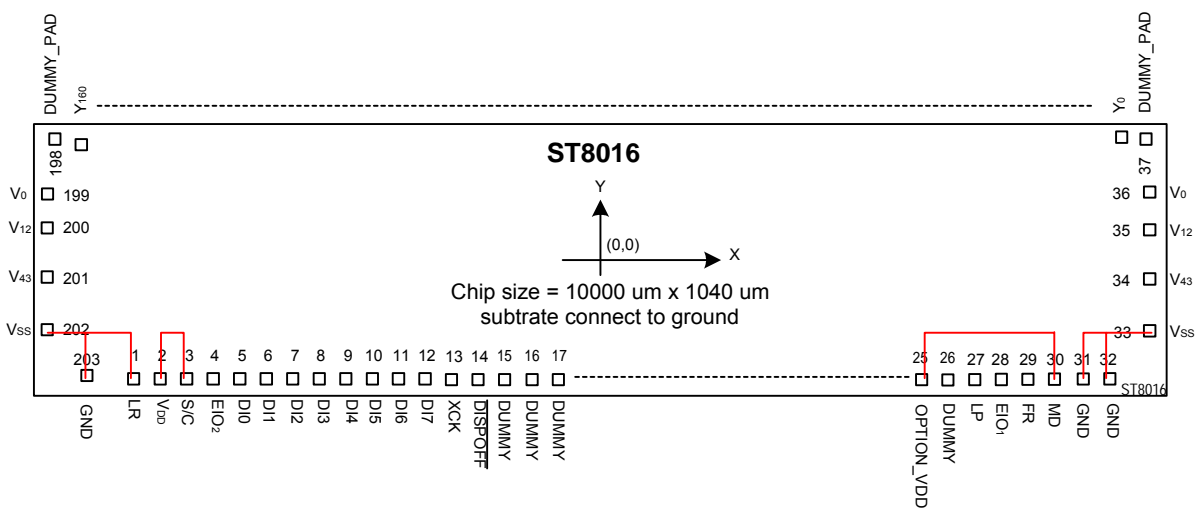 DUMMY_PAD
Y160
Y0
DUMMY_PAD
ST8016
198
37
V0 199
36 V0
V12 200
35 V12
Y
(0,0)
X
V43 201
34 V43
Chip size = 10000 um x 1040 um
subtrate connect to ground
VSS 202
33 VSS
203 1 2 3 4 5 6 7 8 9 10 11 12 13 14 15 16 17 25 26 27 28 29 30 31 32
ST8016
GND LR VDD S/C EIO2 DI0 DI1 DI2 DI3 DI4 DI5 DI6 DI7 XCK DISPOFF DUMMY DUMMY DUMMY OPTION_VDD DUMMY LP EIO1 FR MD GND GND